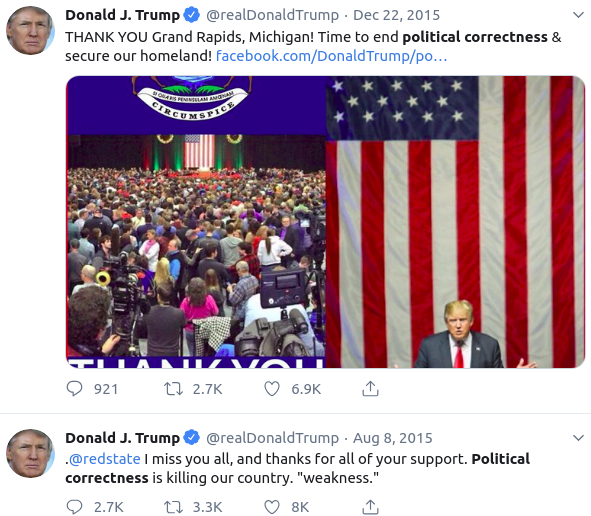 Donald J. Trump @realDonaldTrump · Dec 22, 2015
THANK YOU Grand Rapids, Michigan! Time to end political correctness &
secure our homeland! facebook.com/DonaldTrump/po…
SI QUÆRIS PENINSULAM AMŒNAM
CIRCUMSPICE
THANK YOU
921 2.7K 6.9K
Donald J. Trump @realDonaldTrump · Aug 8, 2015
.@redstate I miss you all, and thanks for all of your support. Political
correctness is killing our country. "weakness."
2.7K 3.3K 8K